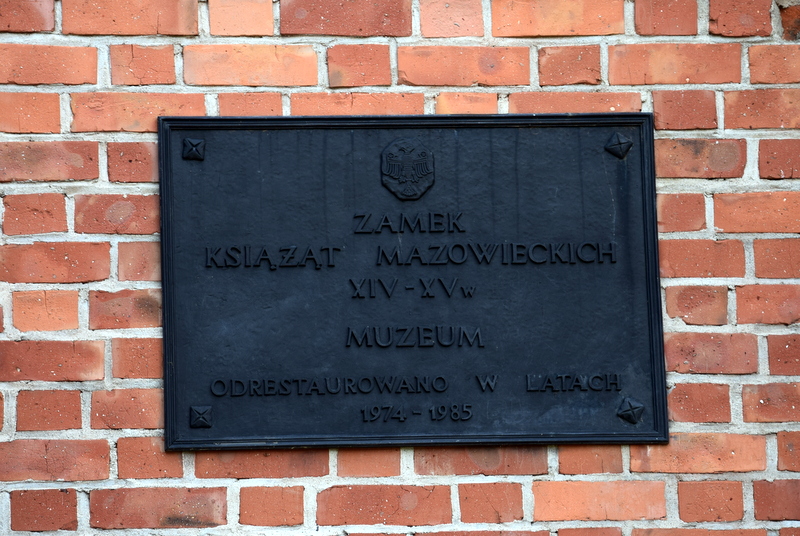 ZAMEK
KSIĄŻĄT MAZOWIECKICH
XIV-XVw
MUZEUM
ODRESTAUROWANO W LATACH
1974-1985